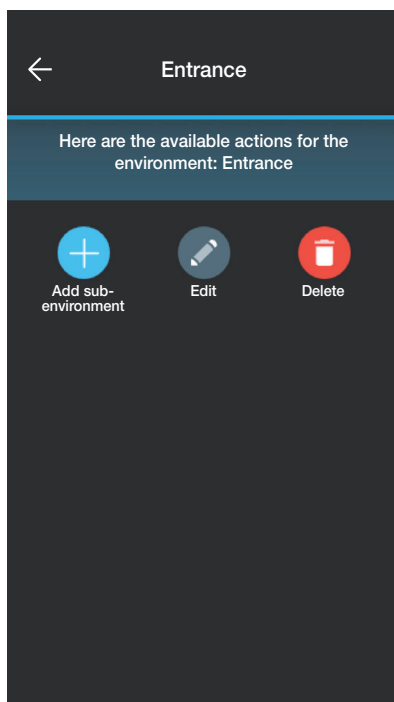 Entrance
Here are the available actions for the
environment: Entrance
Add sub-
environment
Edit
Delete